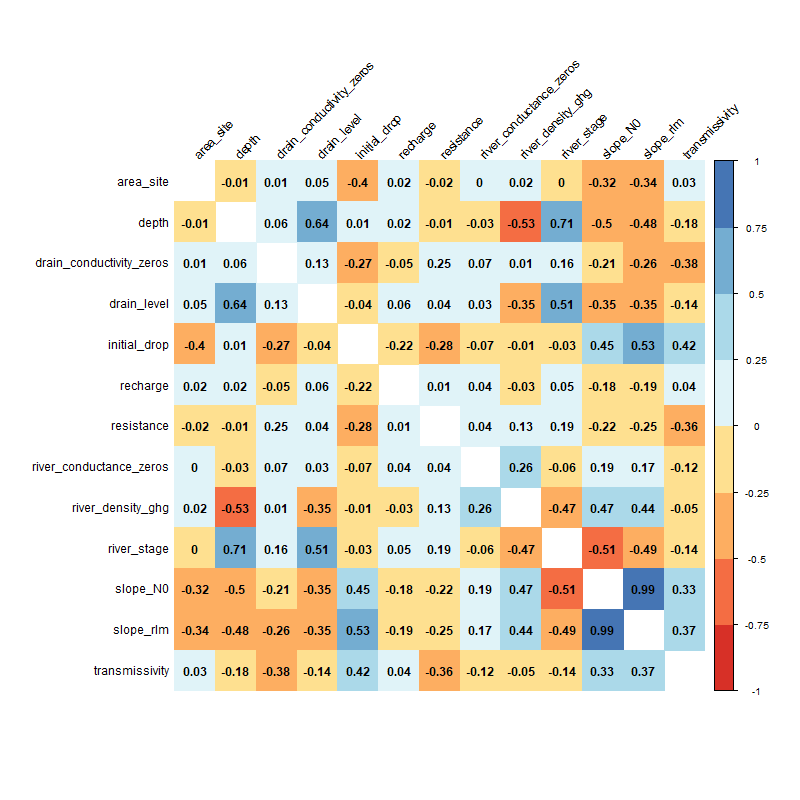 area_site depth drain_conductivity_zeros drain_level initial_drop recharge resistance river_conductance_zeros river_density_ghg river_stage slope_N0 slope_rlm transmissivity
area_site -0.01 0.01 0.05 -0.4 0.02 -0.02 0 0.02 0 -0.32 -0.34 0.03
depth -0.01 0.06 0.64 0.01 0.02 -0.01 -0.03 -0.53 0.71 -0.5 -0.48 -0.18
drain_conductivity_zeros 0.01 0.06 0.13 -0.27 -0.05 0.25 0.07 0.01 0.16 -0.21 -0.26 -0.38
drain_level 0.05 0.64 0.13 -0.04 0.06 0.04 0.03 -0.35 0.51 -0.35 -0.35 -0.14
initial_drop -0.4 0.01 -0.27 -0.04 -0.22 -0.28 -0.07 -0.01 -0.03 0.45 0.53 0.42
recharge 0.02 0.02 -0.05 0.06 -0.22 0.01 0.04 -0.03 0.05 -0.18 -0.19 0.04
resistance -0.02 -0.01 0.25 0.04 -0.28 0.01 0.04 0.13 0.19 -0.22 -0.25 -0.36
river_conductance_zeros 0 -0.03 0.07 0.03 -0.07 0.04 0.04 0.26 -0.06 0.19 0.17 -0.12
river_density_ghg 0.02 -0.53 0.01 -0.35 -0.01 -0.03 0.13 0.26 -0.47 0.47 0.44 -0.05
river_stage 0 0.71 0.16 0.51 -0.03 0.05 0.19 -0.06 -0.47 -0.51 -0.49 -0.14
slope_N0 -0.32 -0.5 -0.21 -0.35 0.45 -0.18 -0.22 0.19 0.47 -0.51 0.99 0.33
slope_rlm -0.34 -0.48 -0.26 -0.35 0.53 -0.19 -0.25 0.17 0.44 -0.49 0.99 0.37
transmissivity 0.03 -0.18 -0.38 -0.14 0.42 0.04 -0.36 -0.12 -0.05 -0.14 0.33 0.37
1
0.75
0.5
0.25
0
-0.25
-0.5
-0.75
-1